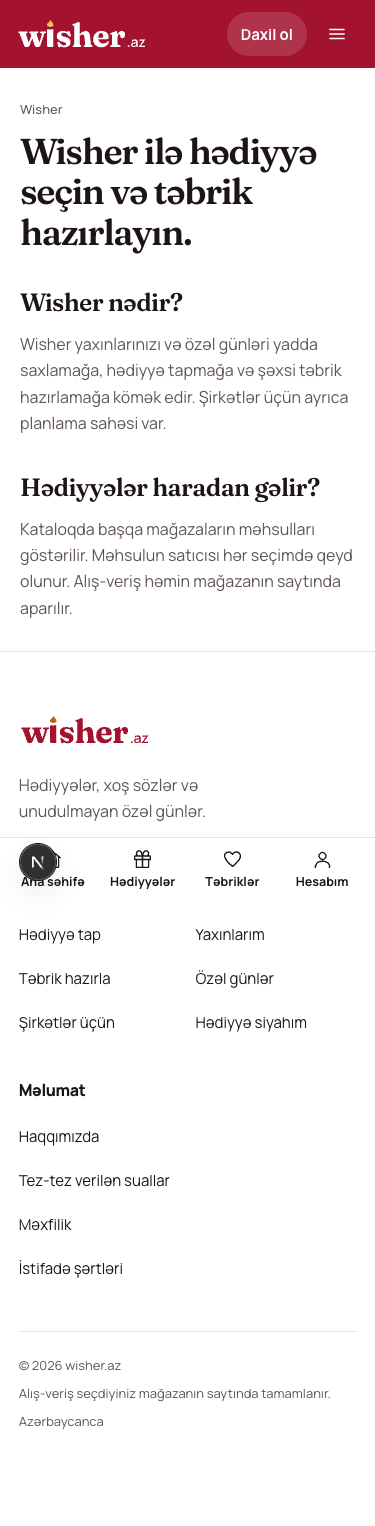 wisher.az
Daxil ol
Wisher
Wisher ilə hədiyyə
seçin və təbrik
hazırlayın.
Wisher nədir?
Wisher yaxınlarınızı və özəl günləri yadda
saxlamağa, hədiyyə tapmağa və şəxsi təbrik
hazırlamağa kömək edir. Şirkətlər üçün ayrıca
planlama sahəsi var.
Hədiyyələr haradan gəlir?
Kataloqda başqa mağazaların məhsulları
göstərilir. Məhsulun satıcısı hər seçimdə qeyd
olunur. Alış-veriş həmin mağazanın saytında
aparılır.
wisher.az
Hədiyyələr, xoş sözlər və
unudulmayan özəl günlər.
N
Ana səhifə
Hədiyyələr
Təbriklər
Hesabım
Hədiyyə tap
Yaxınlarım
Təbrik hazırla
Özəl günlər
Şirkətlər üçün
Hədiyyə siyahım
Məlumat
Haqqımızda
Tez-tez verilən suallar
Məxfilik
İstifadə şərtləri
© 2026 wisher.az
Alış-veriş seçdiyiniz mağazanın saytında tamamlanır.
Azərbaycanca